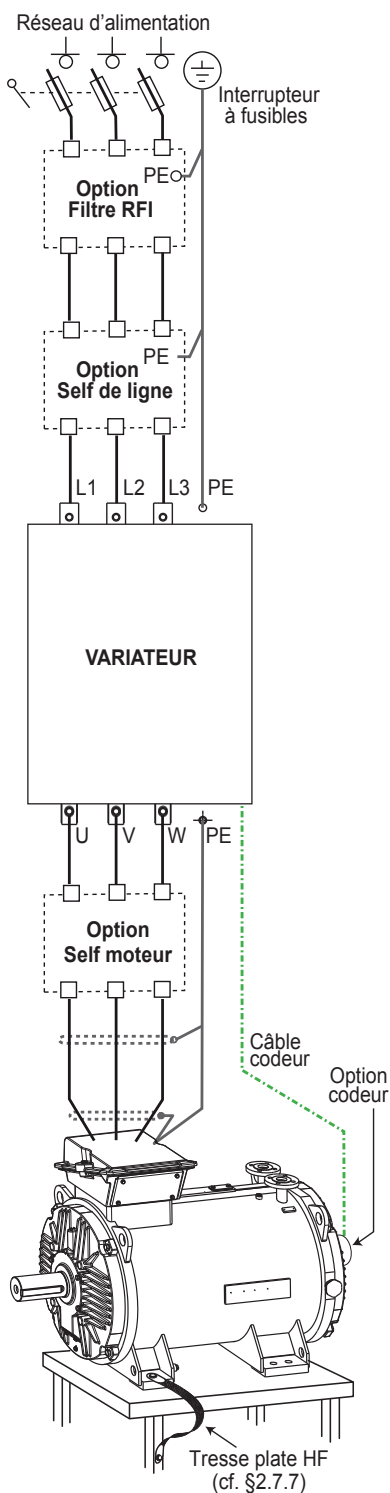 Réseau d’alimentation
Interrupteur
à fusibles
PE
Option
Filtre RFI
PE
Option
Self de ligne
L1 L2 L3 PE
VARIATEUR
U V W PE
Option
Self moteur
Câble
codeur
Option
codeur
Tresse plate HF
(cf. §2.7.7)